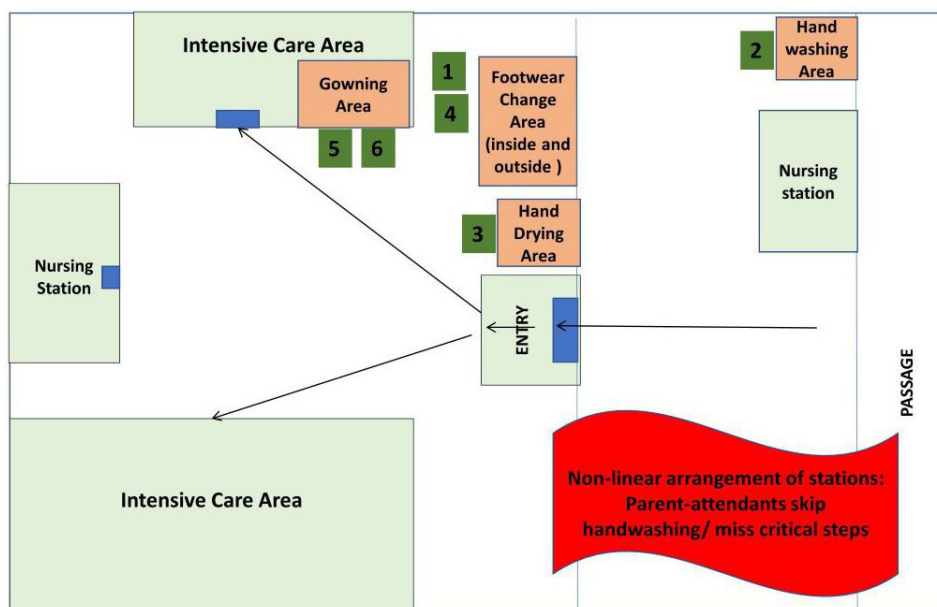 Intensive Care Area
Gowning
Area
5
6
1
4
Footwear
Change
Area
(inside and
outside )
2
Hand
washing
Area
Nursing
station
3
Hand
Drying
Area
Nursing
Station
ENTRY
PASSAGE
Intensive Care Area
Non-linear arrangement of stations:
Parent-attendants skip
handwashing/ miss critical steps